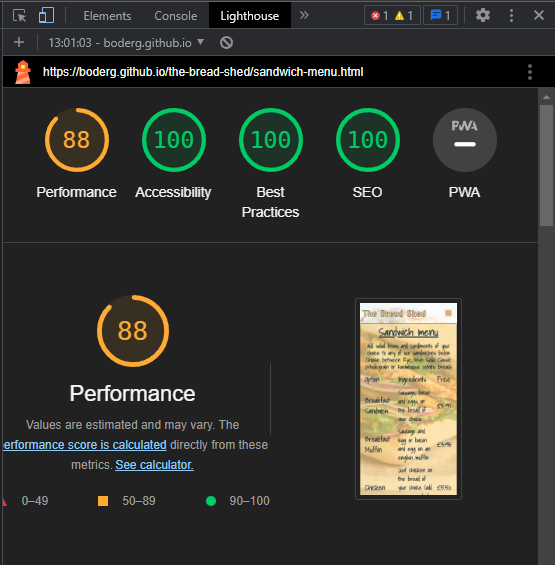 Elements Console Lighthouse » 1 1 1
13:01:03 - boderg.github.io
https://boderg.github.io/the-bread-shed/sandwich-menu.html
88 100 100 100 PWA
Performance Accessibility Best Practices SEO PWA
88
Performance
Values are estimated and may vary. The
performance score is calculated directly from these
metrics. See calculator.
0–49 50–89 90–100
The Bread Shed
Sandwich menu
Add salad items and condiments of your
choice to any of our sandwiches below
Choose between Rye, Irish Soda Ciabatta
Wholegrain or Farmhouse White breads
Option Ingredients Price
Breakfast Sandwich
Sausage, bacon
and eggs on
the bread of
your choice
£5.95
Breakfast Muffin
Sausage and
egg or bacon
and egg on an
english muffin
£3.95
Chicken
Just chicken on
the bread of
your choice (add